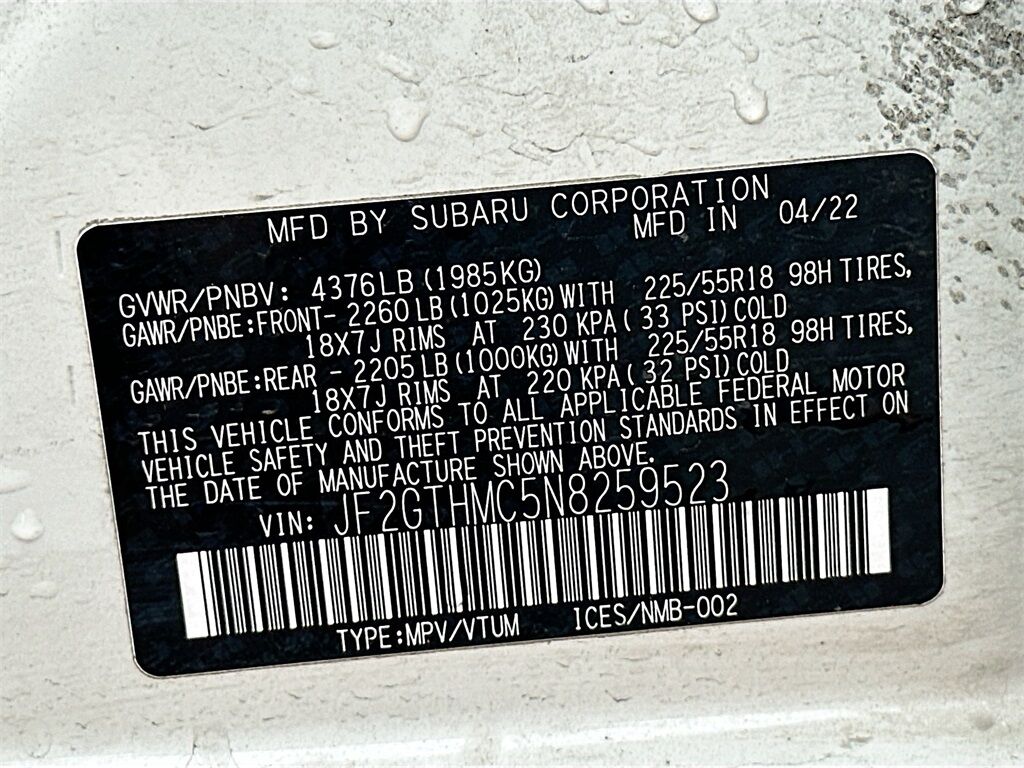 MFD BY SUBARU CORPORATION
MFD IN 04/22
GVWR/PNBV: 4376LB (1985KG)
GAWR/PNBE:FRONT- 2260 LB (1025KG) WITH 225/55R18 98H TIRES,
18X7J RIMS AT 230 KPA ( 33 PSI) COLD
GAWR/PNBE:REAR - 2205 LB (1000KG) WITH 225/55R18 98H TIRES,
18X7J RIMS AT 220 KPA ( 32 PSI) COLD
THIS VEHICLE CONFORMS TO ALL APPLICABLE FEDERAL MOTOR
VEHICLE SAFETY AND THEFT PREVENTION STANDARDS IN EFFECT ON
THE DATE OF MANUFACTURE SHOWN ABOVE.
VIN: JF2GTHMC5N8259523
TYPE:MPV/VTUM ICES/NMB-002